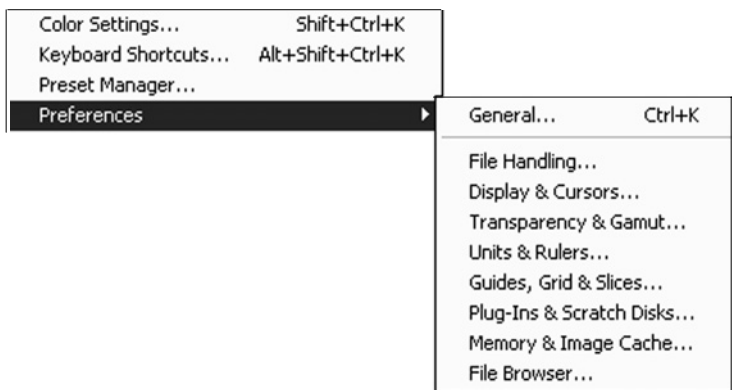 Color Settings... Shift+Ctrl+K
Keyboard Shortcuts... Alt+Shift+Ctrl+K
Preset Manager...
Preferences
General... Ctrl+K
File Handling...
Display & Cursors...
Transparency & Gamut...
Units & Rulers...
Guides, Grid & Slices...
Plug-Ins & Scratch Disks...
Memory & Image Cache...
File Browser...